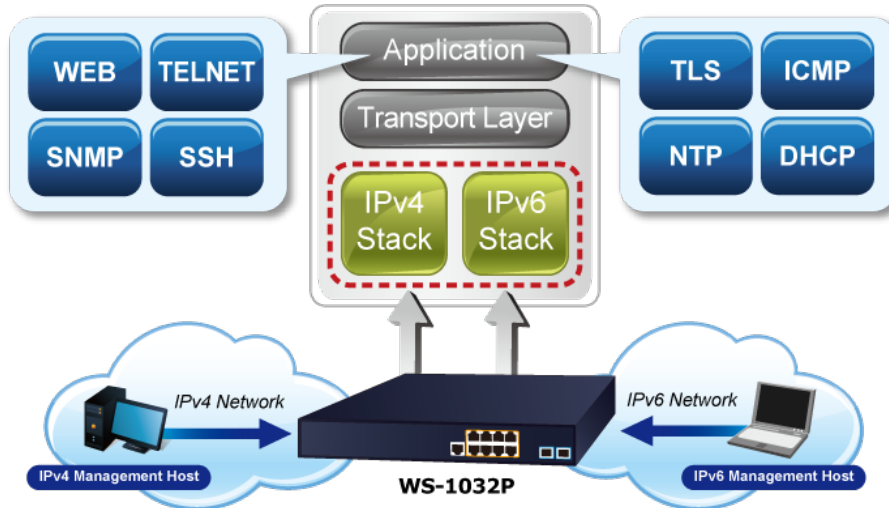 WEB
TELNET
SNMP
SSH
Application
Transport Layer
IPv4
Stack
IPv6
Stack
TLS
ICMP
NTP
DHCP
IPv4 Network
IPv4 Management Host
WS-1032P
IPv6 Network
IPv6 Management Host